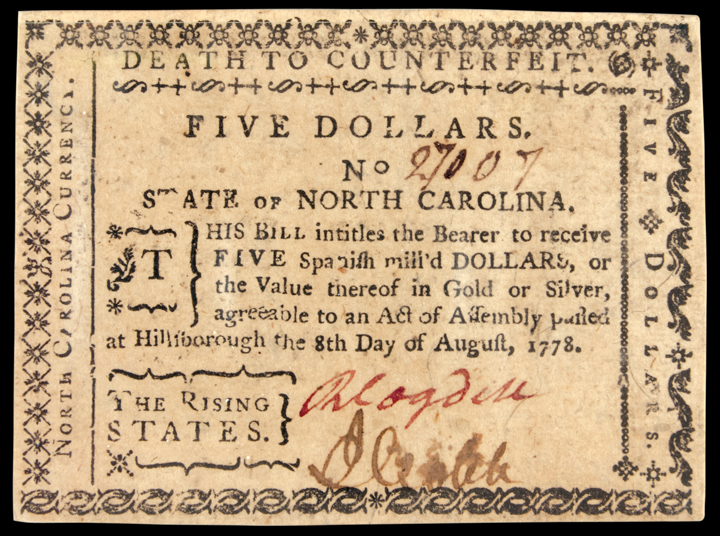 DEATH TO COUNTERFEIT.
FIVE DOLLARS.
No 27007
STATE OF NORTH CAROLINA.
THIS BILL intitles the Bearer to receive
FIVE Spaniſh mill'd DOLLARS, or
the Value thereof in Gold or Silver,
agreeable to an Act of Aſſembly paſſed
at Hillſborough the 8th Day of Auguſt, 1778.
THE RISING
STATES.
NORTH CAROLINA CURRENCY.
FIVE DOLLARS.